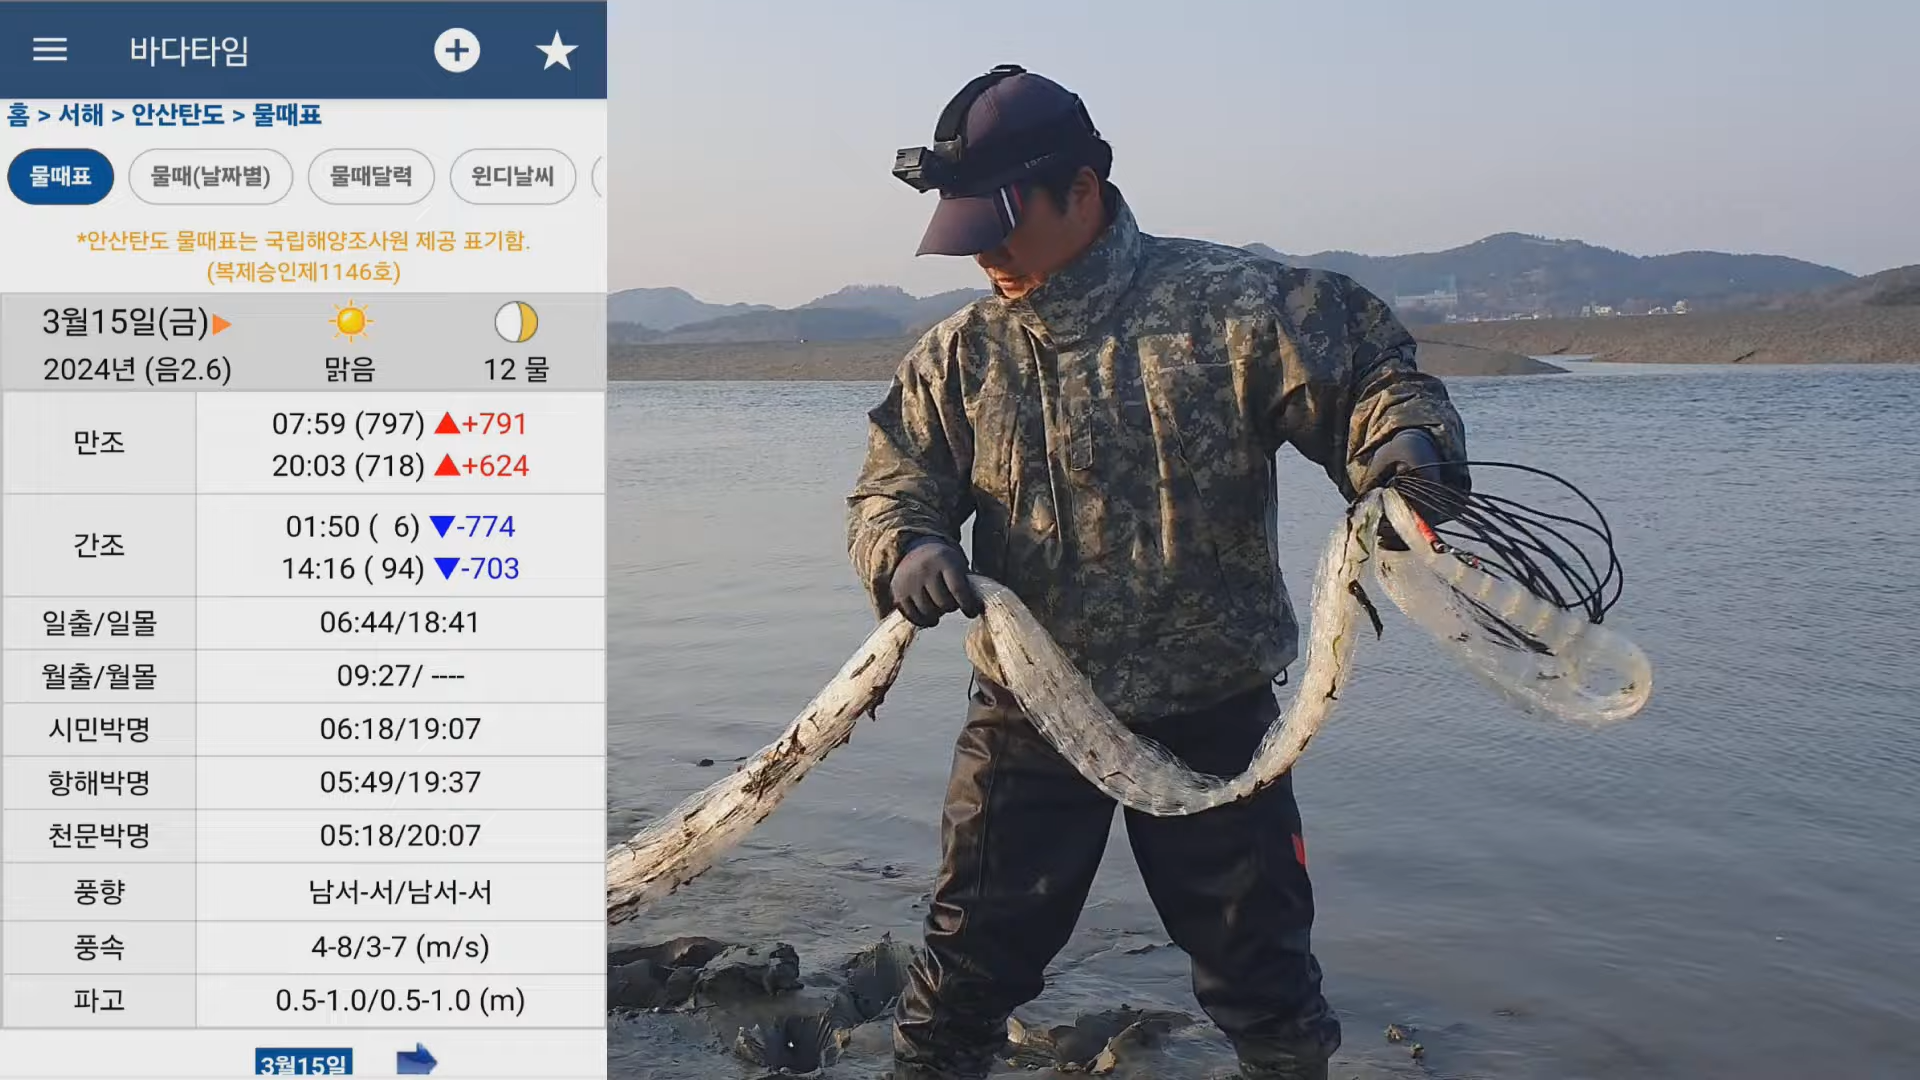 바다타임
홈 > 서해 > 안산탄도 > 물때표
물때표 물때(날짜별) 물때달력 윈디날씨
*안산탄도 물때표는 국립해양조사원 제공 표기함.
(복제승인제1146호)
3월15일(금)
2024년 (음2.6) 맑음 12 물
만조 07:59 (797) ▲+791
20:03 (718) ▲+624
간조 01:50 ( 6) ▼-774
14:16 ( 94) ▼-703
일출/일몰 06:44/18:41
월출/월몰 09:27/ ----
시민박명 06:18/19:07
항해박명 05:49/19:37
천문박명 05:18/20:07
풍향 남서-서/남서-서
풍속 4-8/3-7 (m/s)
파고 0.5-1.0/0.5-1.0 (m)
3월15일